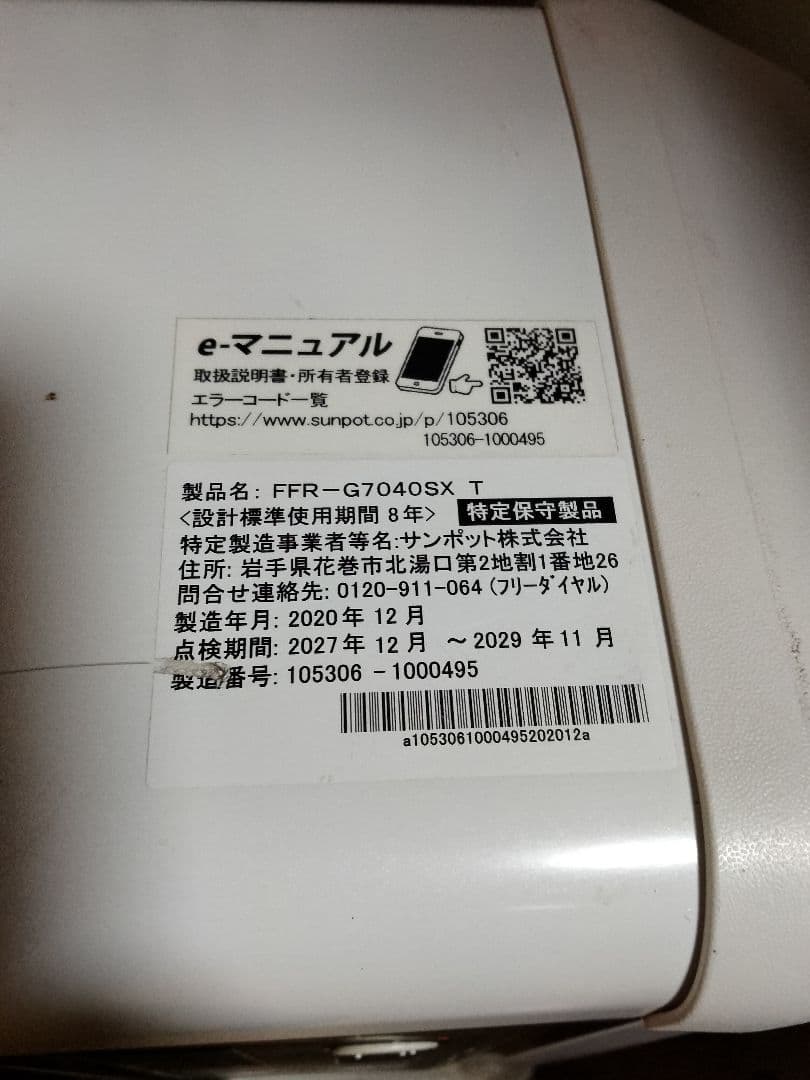 e-マニュアル
取扱説明書・所有者登録
エラーコード一覧
https://www.sunpot.co.jp/p/105306
105306-1000495
製品名: FFR-G7040SX T
<設計標準使用期間 8年> 特定保守製品
特定製造事業者等名:サンポット株式会社
住所: 岩手県花巻市北湯口第2地割1番地26
問合せ連絡先: 0120-911-064 (フリーダイヤル)
製造年月: 2020年 12月
点検期間: 2027年 12月 ～2029 年11 月
製造番号: 105306 -1000495
a1053061000495202012a